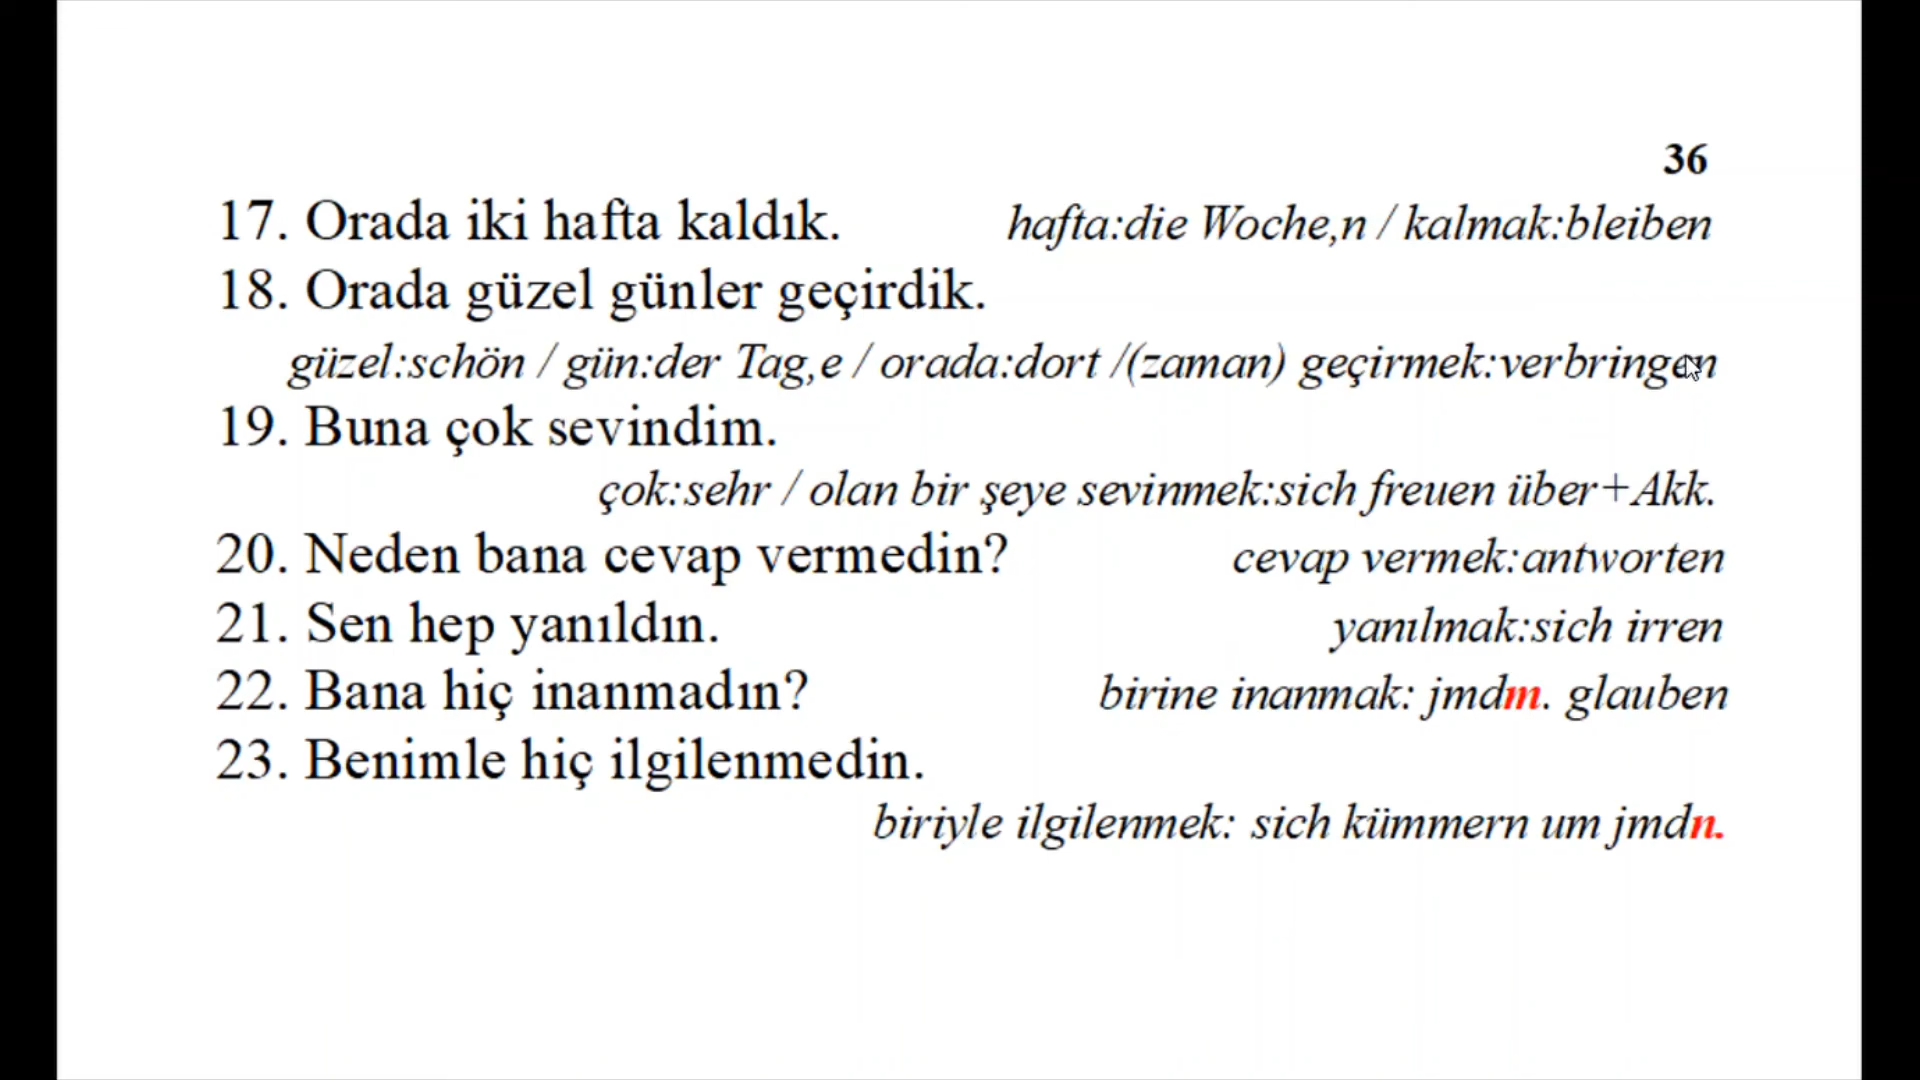 36
17. Orada iki hafta kaldık. hafta:die Woche,n / kalmak:bleiben
18. Orada güzel günler geçirdik.
güzel:schön / gün:der Tag,e / orada:dort /(zaman) geçirmek:verbringen
19. Buna çok sevindim.
çok:sehr / olan bir şeye sevinmek:sich freuen über+Akk.
20. Neden bana cevap vermedin? cevap vermek:antworten
21. Sen hep yanıldın. yanılmak:sich irren
22. Bana hiç inanmadın? birine inanmak: jmdm. glauben
23. Benimle hiç ilgilenmedin.
biriyle ilgilenmek: sich kümmern um jmdn.